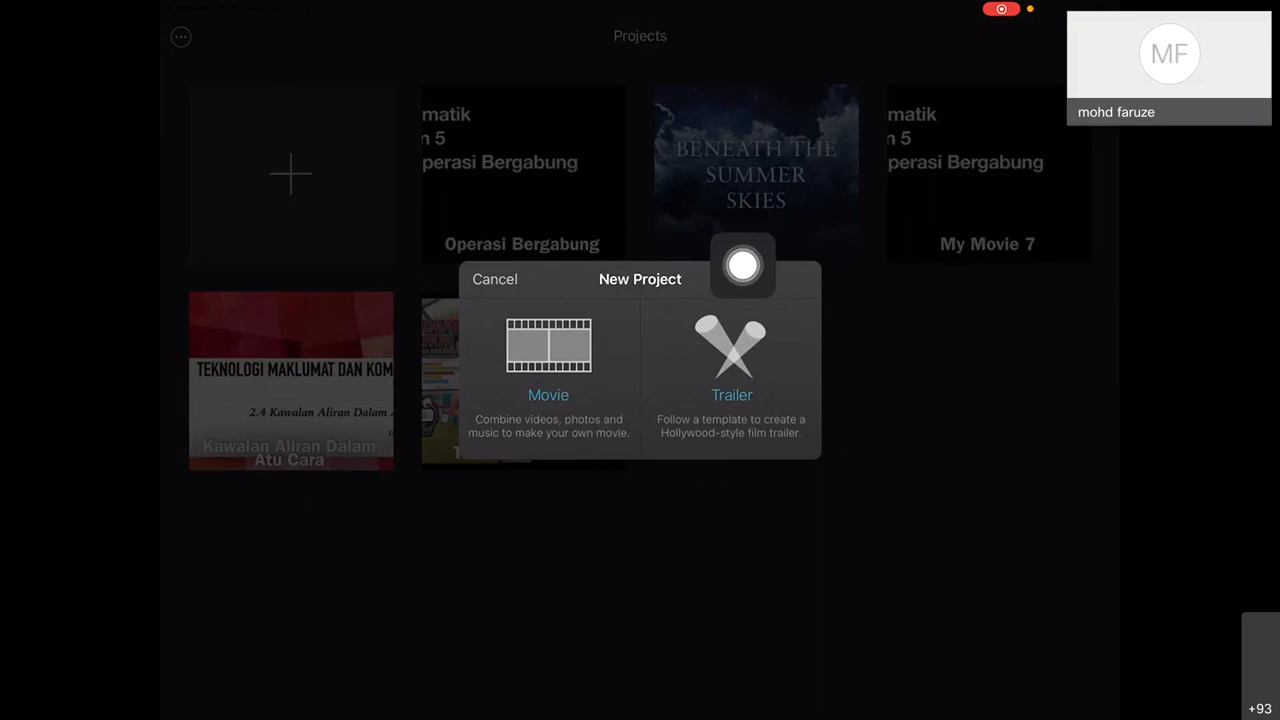 Projects
MF
mohd faruze
matik
n 5
perasi Bergabung
Operasi Bergabung
BENEATH THE
SUMMER
SKIES
matik
n 5
perasi Bergabung
My Movie 7
Cancel
New Project
Movie
Combine videos, photos and
music to make your own movie.
Trailer
Follow a template to create a
Hollywood-style film trailer.
TEKNOLOGI MAKLUMAT DAN KOM
2.4 Kawalan Aliran Dalam A
Kawalan Aliran Dalam
Atu Cara
T
+93